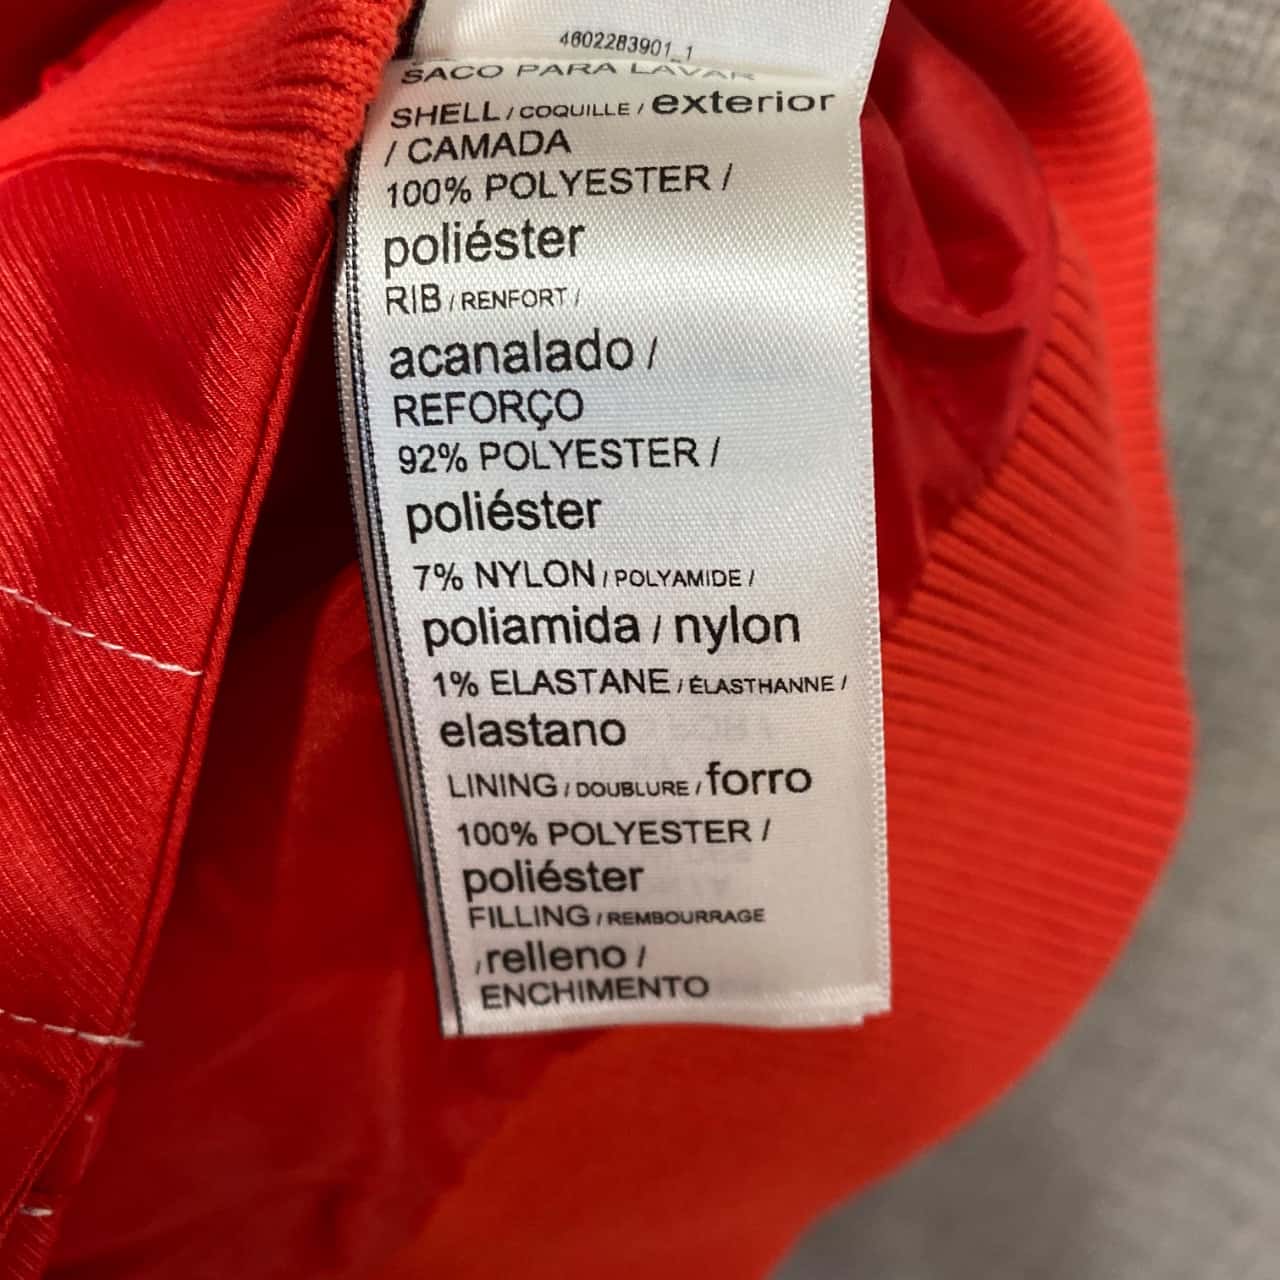 4602283901_1
SACO PARA LAVAR
SHELL / COQUILLE / exterior
/ CAMADA
100% POLYESTER /
poliéster
RIB / RENFORT /
acanalado /
REFORÇO
92% POLYESTER /
poliéster
7% NYLON / POLYAMIDE /
poliamida / nylon
1% ELASTANE / ÉLASTHANNE /
elastano
LINING / DOUBLURE / forro
100% POLYESTER /
poliéster
FILLING / REMBOURRAGE
/ relleno /
ENCHIMENTO